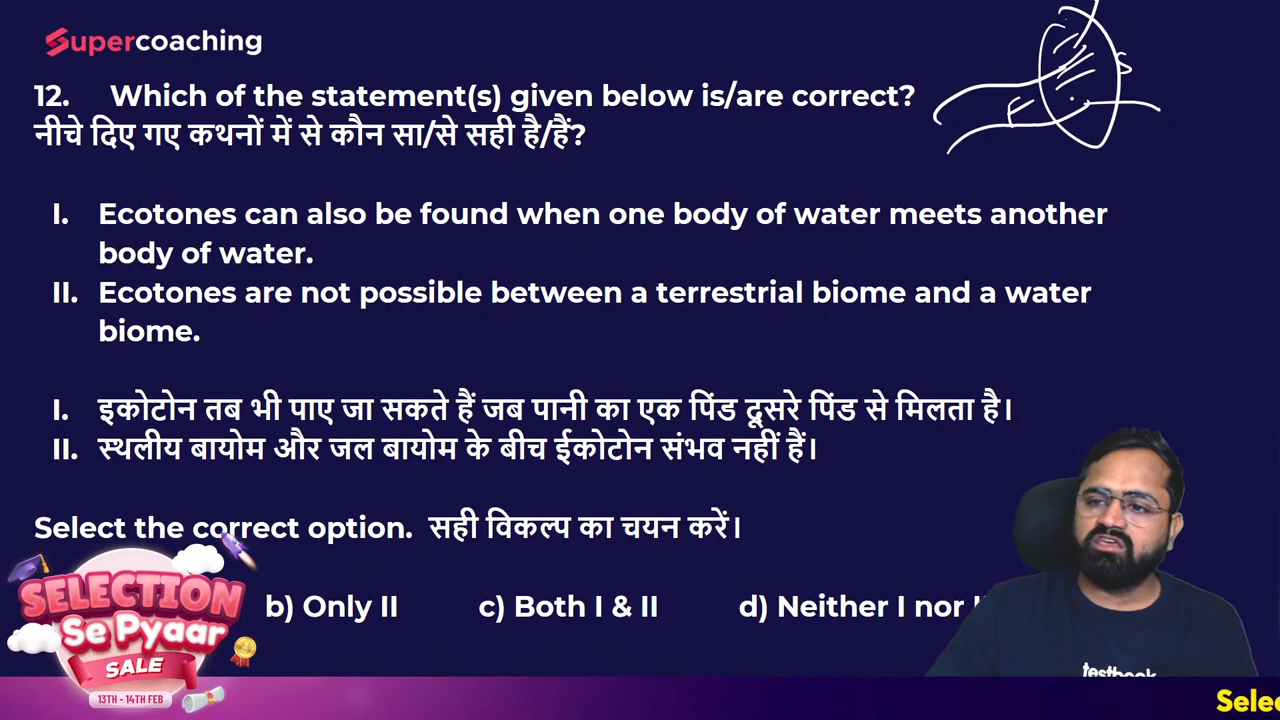 Supercoaching
12. Which of the statement(s) given below is/are correct?
नीचे दिए गए कथनों में से कौन सा/से सही है/हैं?
I. Ecotones can also be found when one body of water meets another
body of water.
II. Ecotones are not possible between a terrestrial biome and a water
biome.
I. इकोटोन तब भी पाए जा सकते हैं जब पानी का एक पिंड दूसरे पिंड से मिलता है।
II. स्थलीय बायोम और जल बायोम के बीच ईकोटोन संभव नहीं हैं।
Select the correct option. सही विकल्प का चयन करें।
b) Only II c) Both I & II d) Neither I nor
SELECTION
Se Pyaar
SALE
13TH - 14TH FEB
testbook